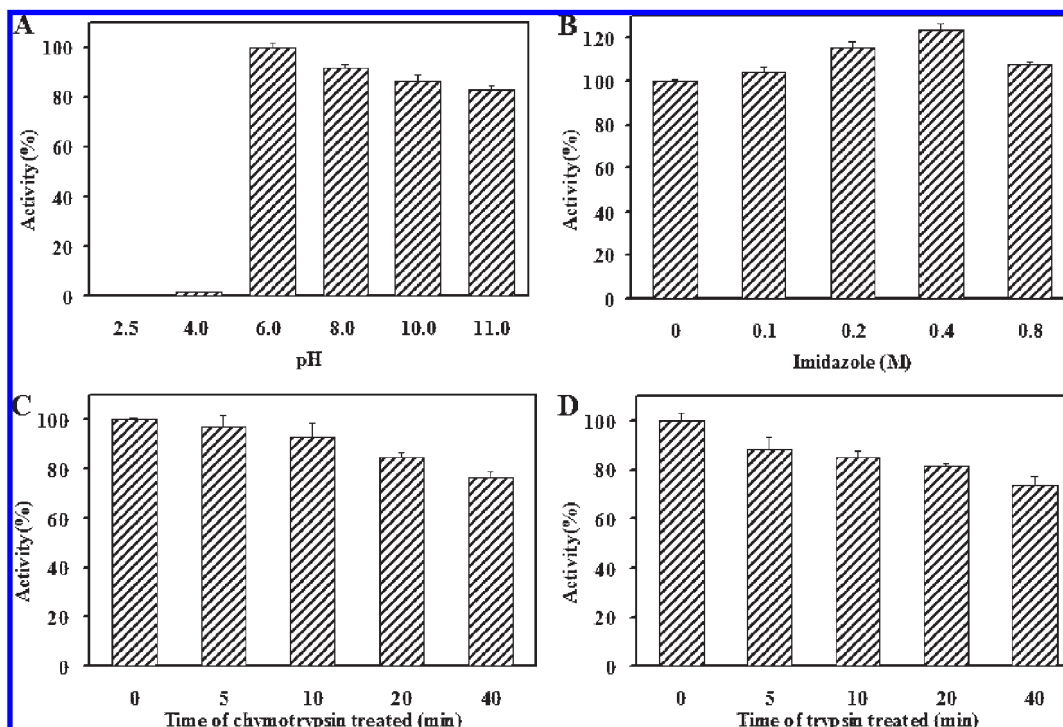 A
Activity (%)
100
80
60
40
20
0
2.5 4.0 6.0 8.0 10.0 11.0
pH
B
Activity (%)
120
100
80
60
40
20
0
0 0.1 0.2 0.4 0.8
Imidazole (M)
C
Activity (%)
100
80
60
40
20
0
0 5 10 20 40
Time of chymotrypsin treated (min)
D
Activity (%)
100
80
60
40
20
0
0 5 10 20 40
Time of trypsin treated (min)